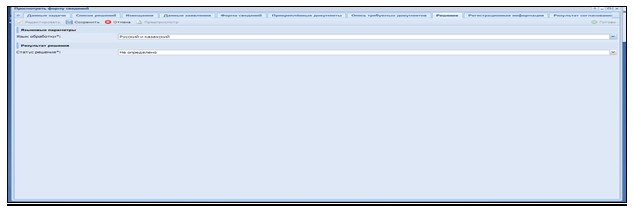 Просмотреть форму сведений
Данные задачи Список решений Извещения Данные заявления Форма сведений Прикреплённые документы Опись требуемых документов Решение Регистрационная информация Результат согласования
Редактировать Сохранить Отмена Предпросмотр Готово
Языковые параметры
Язык обработки*: Русский и казахский
Результат решения
Статус решения*: Не определено